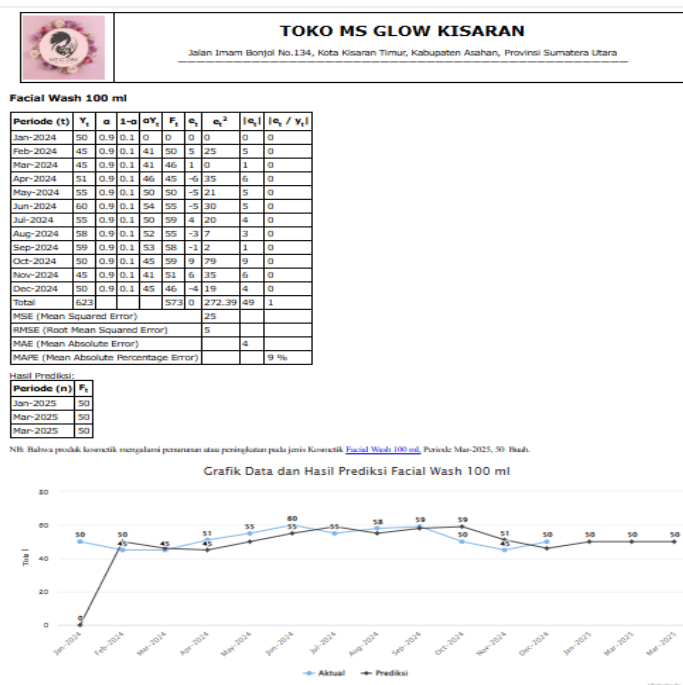 TOKO MS GLOW KISARAN
Jalan Imam Bonjol No.134, Kota Kisaran Timur, Kabupaten Asahan, Provinsi Sumatera Utara
Facial Wash 100 ml
Periode (t) Yt α 1-α αYt Ft et et² |et| |et / yt|
Jan-2024 50 0.9 0.1 0 0 0 0 0 0
Feb-2024 45 0.9 0.1 41 50 5 25 5 0
Mar-2024 45 0.9 0.1 41 46 1 0 1 0
Apr-2024 51 0.9 0.1 46 45 -6 35 6 0
May-2024 55 0.9 0.1 50 50 -5 21 5 0
Jun-2024 60 0.9 0.1 54 55 -5 30 5 0
Jul-2024 55 0.9 0.1 50 59 4 20 4 0
Aug-2024 58 0.9 0.1 52 55 -3 7 3 0
Sep-2024 59 0.9 0.1 53 58 -1 2 1 0
Oct-2024 50 0.9 0.1 45 59 9 79 9 0
Nov-2024 45 0.9 0.1 41 51 6 35 6 0
Dec-2024 50 0.9 0.1 45 46 -4 19 4 0
Total 623 573 0 272.39 49 1
MSE (Mean Squared Error) 25
RMSE (Root Mean Squared Error) 5
MAE (Mean Absolute Error) 4
MAPE (Mean Absolute Percentage Error) 9 %
Hasil Prediksi:
Periode (n) Ft
Jan-2025 50
Mar-2025 50
Mar-2025 50
NB: Bahwa produk kosmetik mengalami penurunan atau peningkatan pada jenis Kosmetik Facial Wash 100 ml, Periode Mar-2025, 50 Buah.
Grafik Data dan Hasil Prediksi Facial Wash 100 ml
80
60
40
20
0
50 50 45 45 51 45 55 60 55 59 58 59 59 50 51 45 50 50 50
0
Jan-2024 Feb-2024 Mar-2024 Apr-2024 May-2024 Jun-2024 Jul-2024 Aug-2024 Sep-2024 Oct-2024 Nov-2024 Dec-2024 Jan-2025 Mar-2025 Mar-2025
Aktual Prediksi